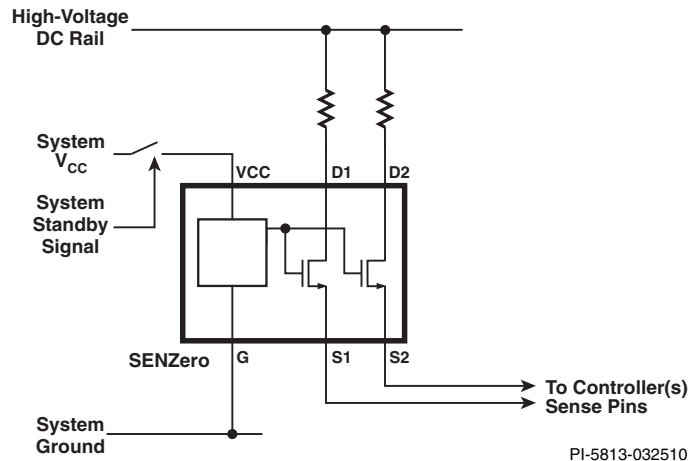 High-Voltage
DC Rail
System
VCC
System
Standby
Signal
VCC
D1
D2
SENZero
G
S1
S2
To Controller(s)
Sense Pins
System
Ground
PI-5813-032510